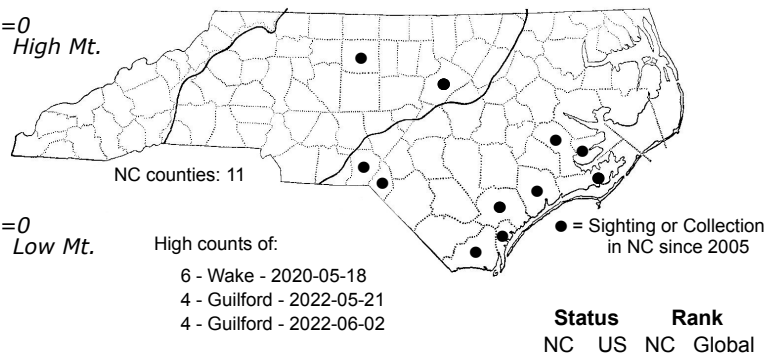 =0
High Mt.
NC counties: 11
=0
Low Mt.
High counts of:
6 - Wake - 2020-05-18
4 - Guilford - 2022-05-21
4 - Guilford - 2022-06-02
● = Sighting or Collection
in NC since 2005
Status Rank
NC US NC Global